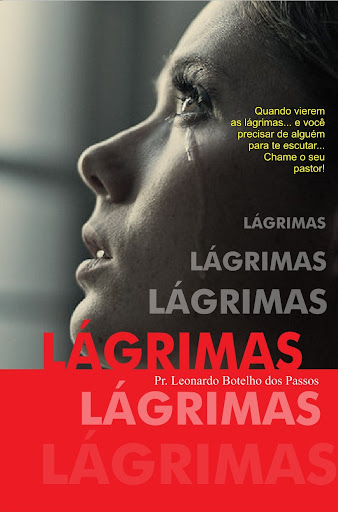 Quando vierem
as lágrimas... e você
precisar de alguém
para te escutar...
Chame o seu
pastor!
LÁGRIMAS
LÁGRIMAS
LÁGRIMAS
LÁGRIMAS
Pr. Leonardo Botelho dos Passos
LÁGRIMAS
LÁGRIMAS